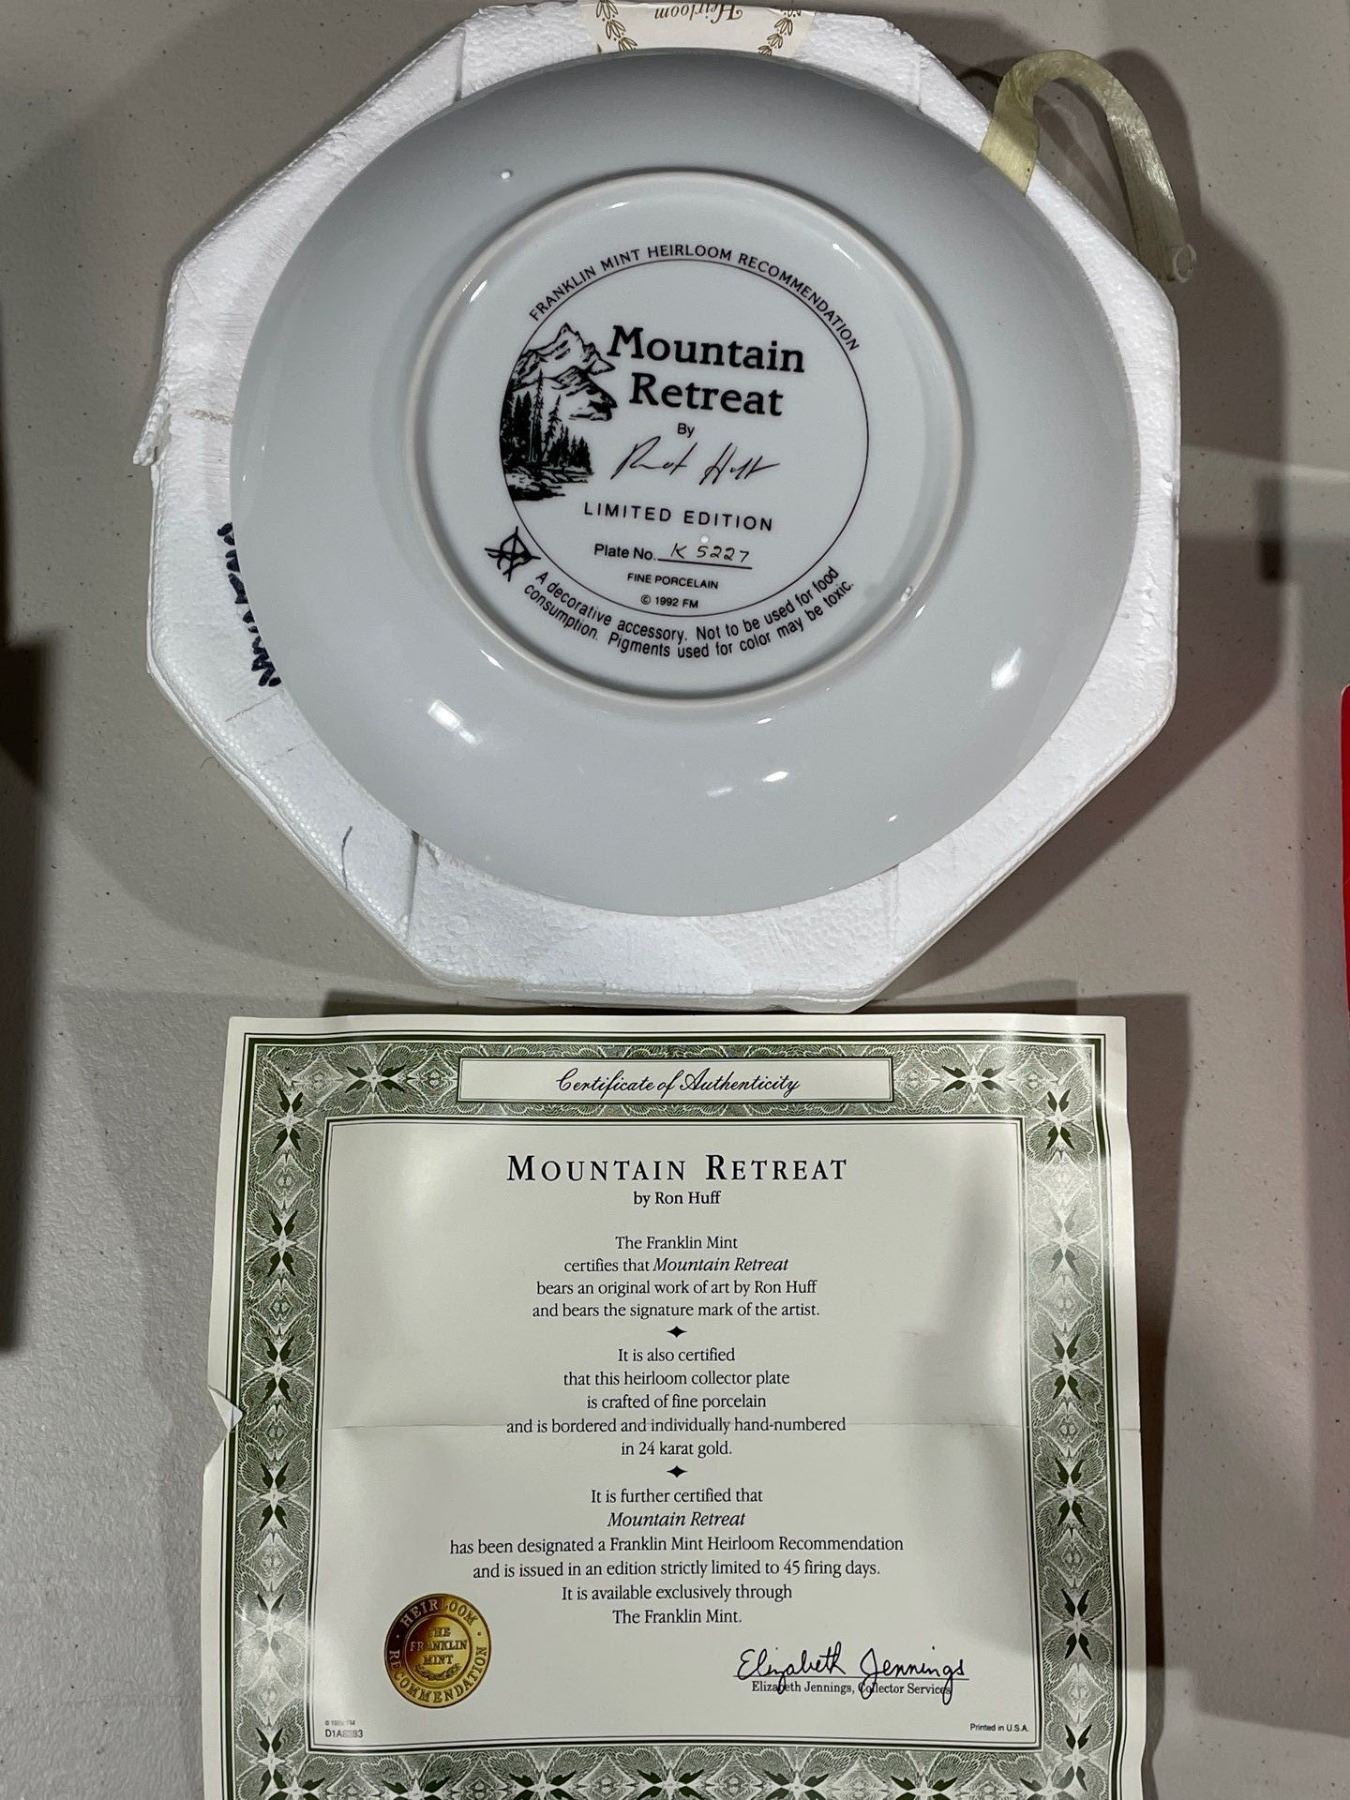 Heirloom
FRANKLIN MINT HEIRLOOM RECOMMENDATION
Mountain
Retreat
By
LIMITED EDITION
Plate No. K 5227
FINE PORCELAIN
© 1992 FM
A decorative accessory. Not to be used for food
consumption. Pigments used for color may be toxic.
Certificate of Authenticity
MOUNTAIN RETREAT
by Ron Huff
The Franklin Mint
certifies that Mountain Retreat
bears an original work of art by Ron Huff
and bears the signature mark of the artist.
It is also certified
that this heirloom collector plate
is crafted of fine porcelain
and is bordered and individually hand-numbered
in 24 karat gold.
It is further certified that
Mountain Retreat
has been designated a Franklin Mint Heirloom Recommendation
and is issued in an edition strictly limited to 45 firing days.
It is available exclusively through
The Franklin Mint.
HEIRLOOM RECOMMENDATION
THE
FRANKLIN
MINT
Elizabeth Jennings
Elizabeth Jennings, Collector Services
Printed in U.S.A.